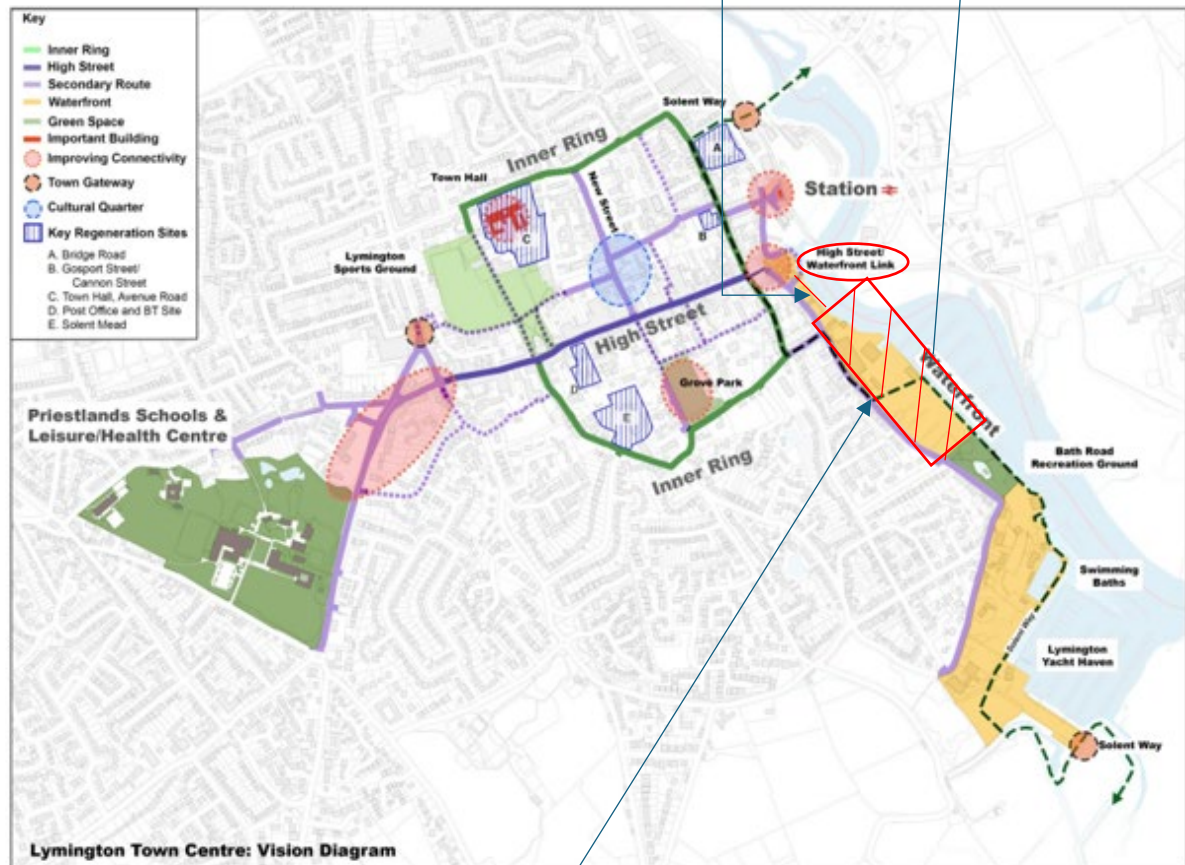 Key
Inner Ring
High Street
Secondary Route
Waterfront
Green Space
Important Building
Improving Connectivity
Town Gateway
Cultural Quarter
Key Regeneration Sites
A. Bridge Road
B. Gosport Street/
Cannon Street
C. Town Hall, Avenue Road
D. Post Office and BT Site
E. Solent Mead
Solent Way
Inner Ring
A
Town Hall
New Street
Station
C
B
Lymington
Sports Ground
High Street/
Waterfront Link
High Street
D
Grove Park
Waterfront
E
Priestlands Schools &
Leisure/Health Centre
Inner Ring
Bath Road
Recreation Ground
Swimming
Baths
Solent Way
Lymington
Yacht Haven
Solent Way
Lymington Town Centre: Vision Diagram